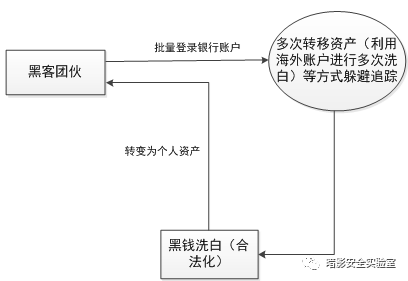 批量登录银行账户
黑客团伙
多次转移资产（利用
海外账户进行多次洗
白）等方式躲避追踪
转变为个人资产
黑钱洗白（合
法化）
暗影安全实验室